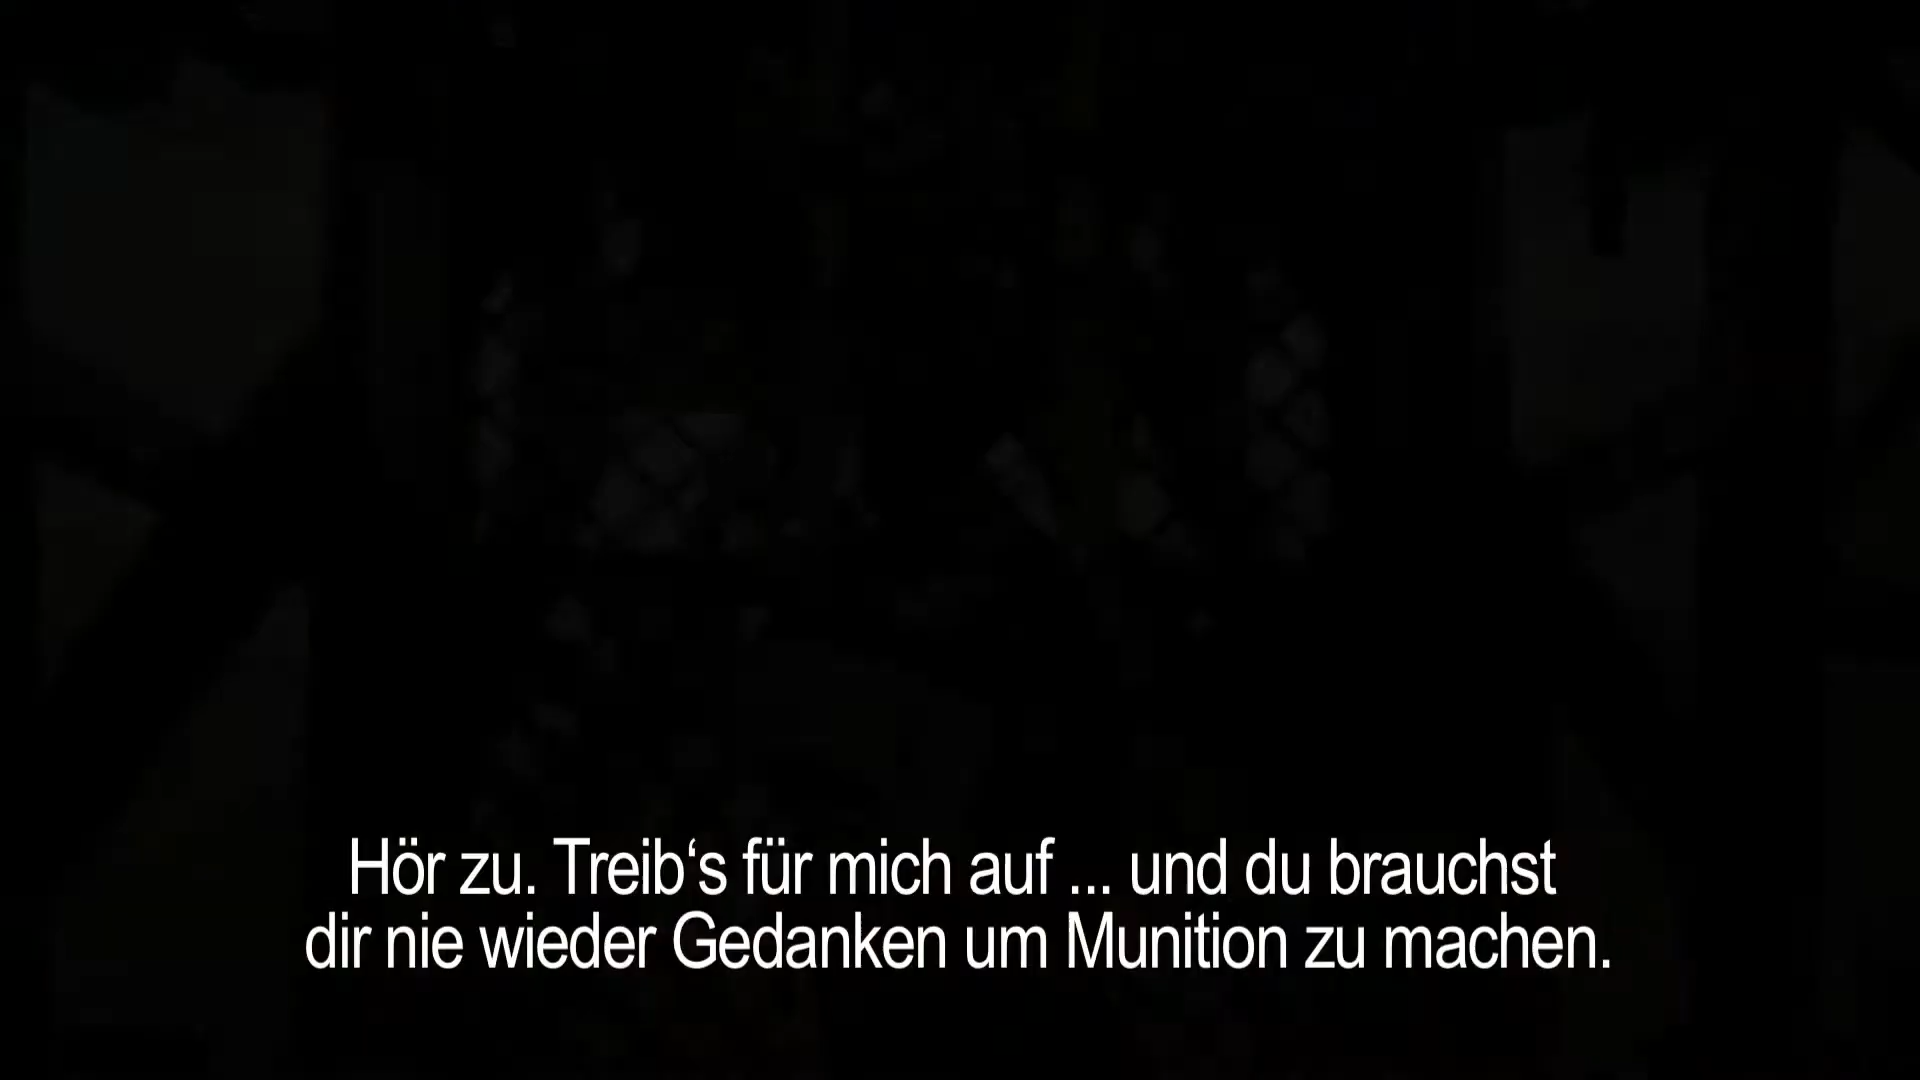 Hör zu. Treib‘s für mich auf ... und du brauchst
dir nie wieder Gedanken um Munition zu machen.